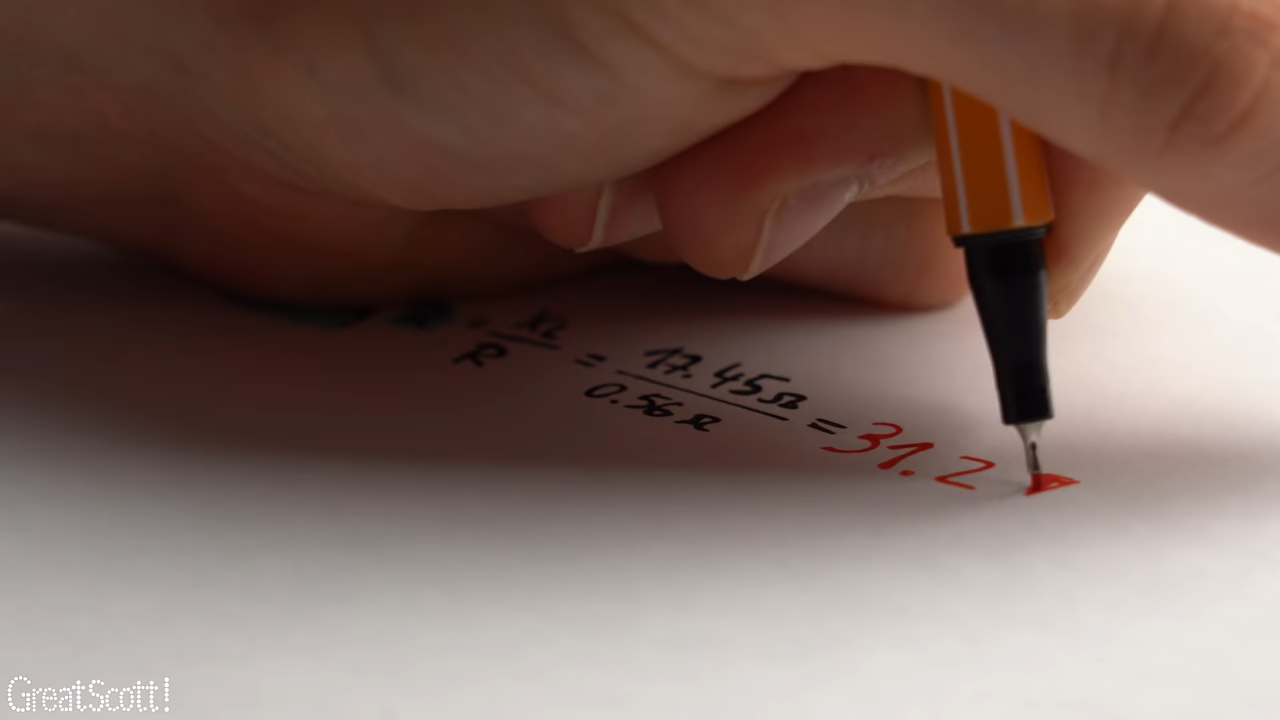 = XL / R = 17.45Ω / 0.56Ω = 31.2
GreatScott!